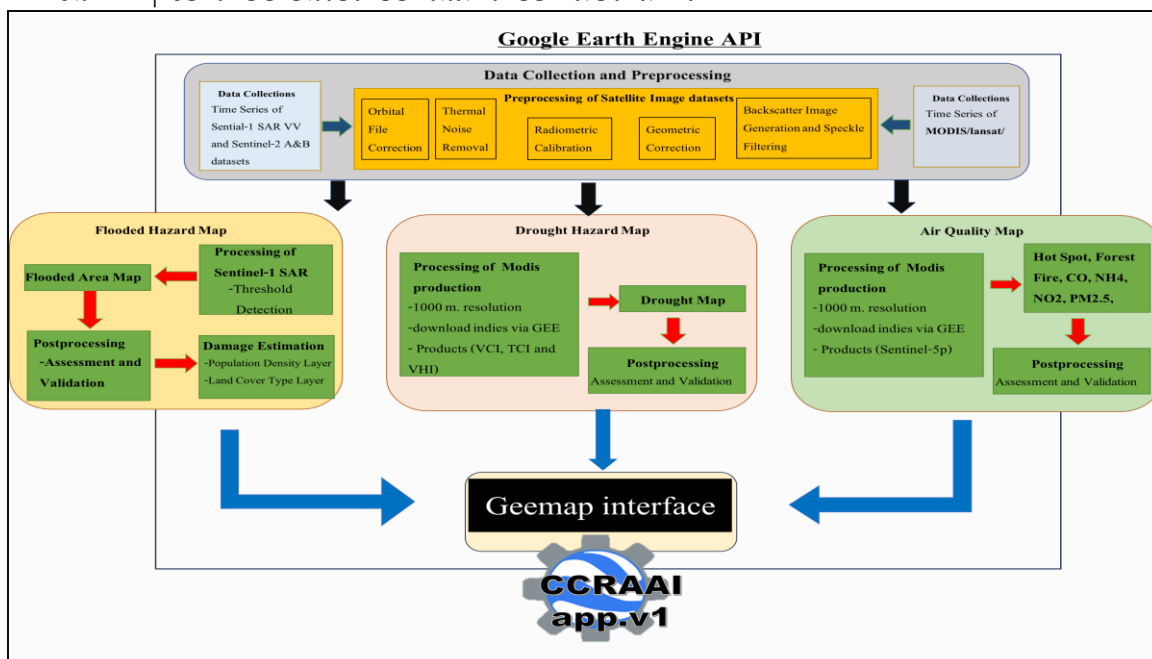 Google Earth Engine API
Data Collection and Preprocessing
Data Collections
Time Series of
Sential-1 SAR VV
and Sentinel-2 A&B
datasets
Preprocessing of Satellite Image datasets
Orbital
File
Correction
Thermal
Noise
Removal
Radiometric
Calibration
Geometric
Correction
Backscatter Image
Generation and Speckle
Filtering
Data Collections
Time Series of
MODIS/lansat/
Flooded Hazard Map
Processing of
Sentinel-1 SAR
-Threshold
Detection
Flooded Area Map
Postprocessing
-Assessment and
Validation
Damage Estimation
-Population Density Layer
-Land Cover Type Layer
Drought Hazard Map
Processing of Modis
production
-1000 m. resolution
-download indies via GEE
- Products (VCI, TCI and
VHI)
Drought Map
Postprocessing
Assessment and Validation
Air Quality Map
Processing of Modis
production
-1000 m. resolution
-download indies via GEE
- Products (Sentinel-5p)
Hot Spot, Forest
Fire, CO, NH4,
NO2, PM2.5,
Postprocessing
Assessment and Validation
Geemap interface
CCRAAI
app.v1